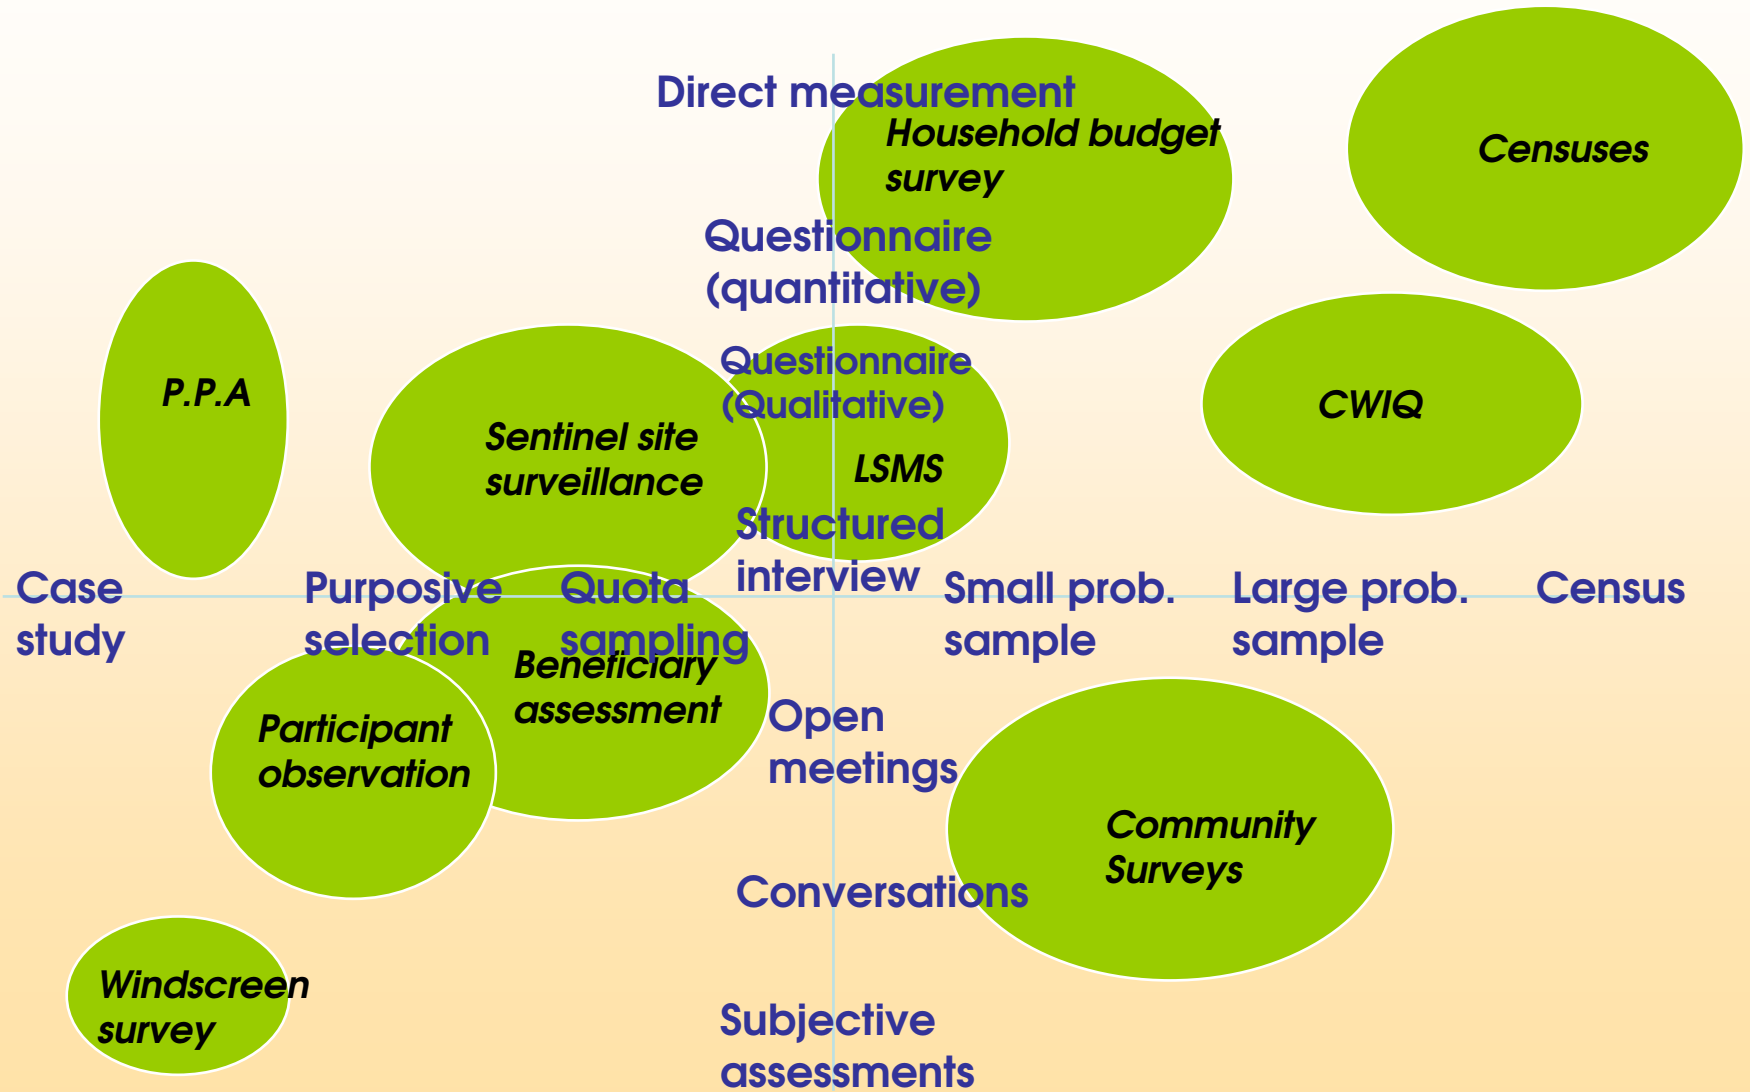 Direct measurement
Household budget
survey
Censuses
Questionnaire
(quantitative)
Questionnaire
(Qualitative)
P.P.A
CWIQ
Sentinel site
surveillance
LSMS
Structured
interview
Case
study
Purposive
selection
Quota
sampling
Small prob.
sample
Large prob.
sample
Census
Beneficiary
assessment
Participant
observation
Open
meetings
Community
Surveys
Conversations
Windscreen
survey
Subjective
assessments